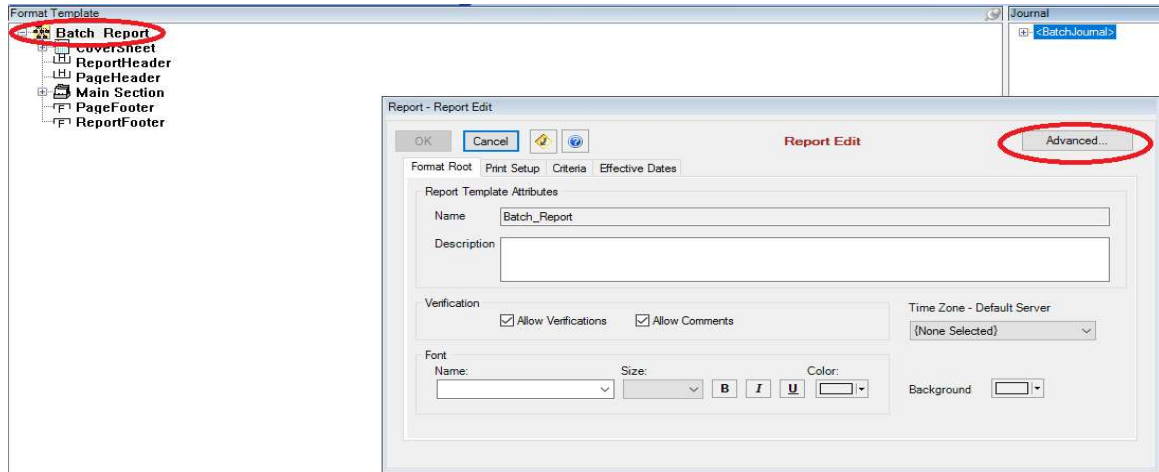 Format Template
Journal
Batch_Report
CoverSheet
ReportHeader
PageHeader
Main Section
PageFooter
ReportFooter
<BatchJournal>
Report - Report Edit
OK
Cancel
Report Edit
Advanced...
Format Root
Print Setup
Criteria
Effective Dates
Report Template Attributes
Name
Batch_Report
Description
Verification
Allow Verifications
Allow Comments
Time Zone - Default Server
{None Selected}
Font
Name:
Size:
Color:
B
I
U
Background